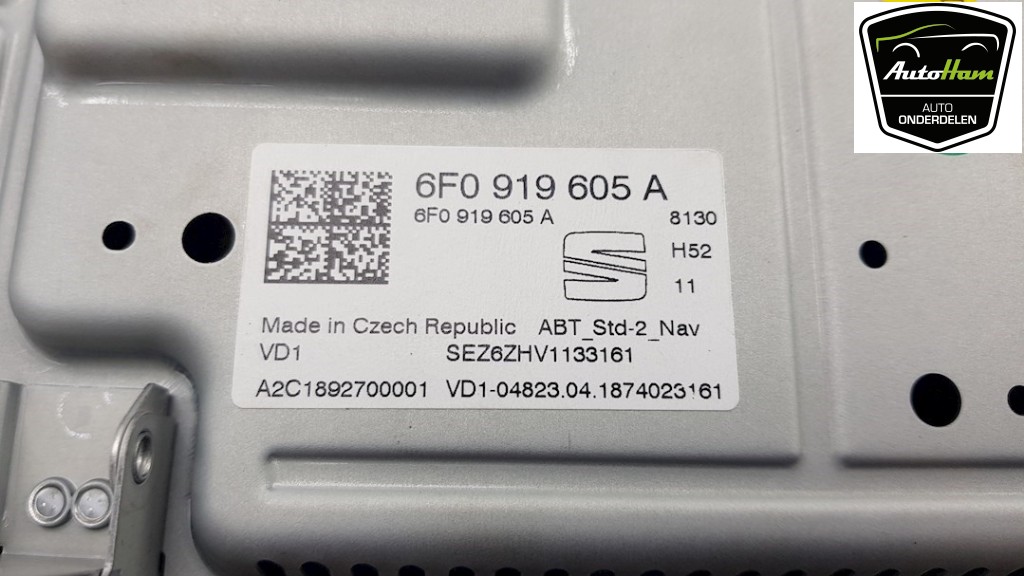 AutoHam
AUTO
ONDERDELEN
6F0 919 605 A
6F0 919 605 A 8130
H52
11
Made in Czech Republic ABT_Std-2_Nav
VD1 SEZ6ZHV1133161
A2C1892700001 VD1-04823.04.1874023161